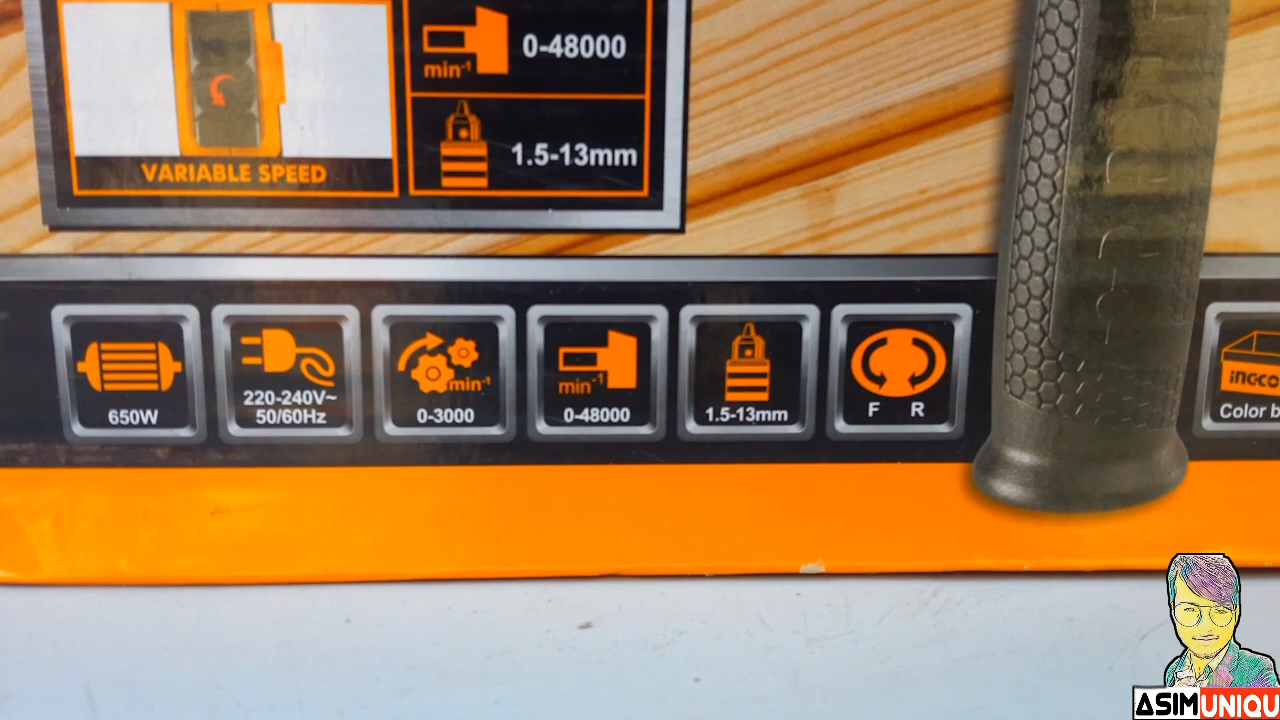 min⁻¹ 0-48000
1.5-13mm
VARIABLE SPEED
650W
220-240V~
50/60Hz
min⁻¹
0-3000
min⁻¹
0-48000
1.5-13mm
F R
INGCO
Color b
ASIMUNIQU